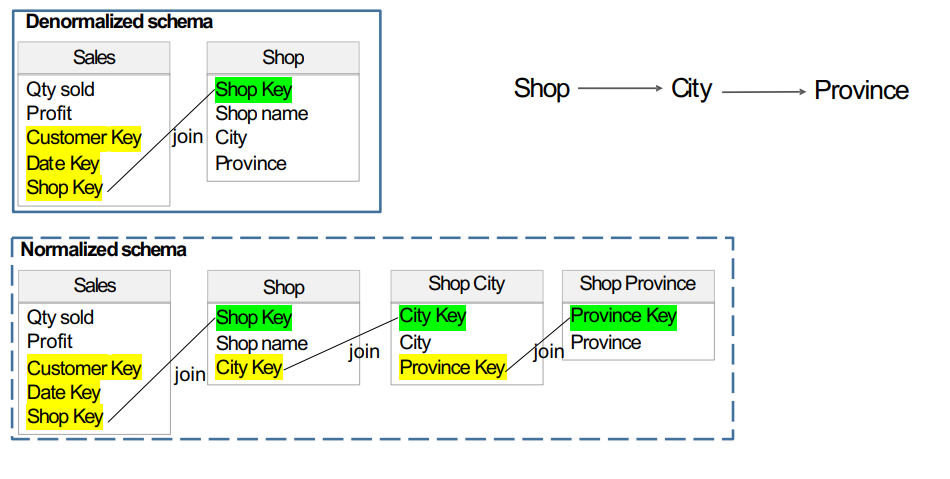 Denormalized schema
Sales
Qty sold
Profit
Customer Key
Date Key
Shop Key
join
Shop
Shop Key
Shop name
City
Province
Shop
City
Province
Normalized schema
Sales
Qty sold
Profit
Customer Key
Date Key
Shop Key
join
Shop
Shop Key
Shop name
City Key
join
Shop City
City Key
City
Province Key
join
Shop Province
Province Key
Province